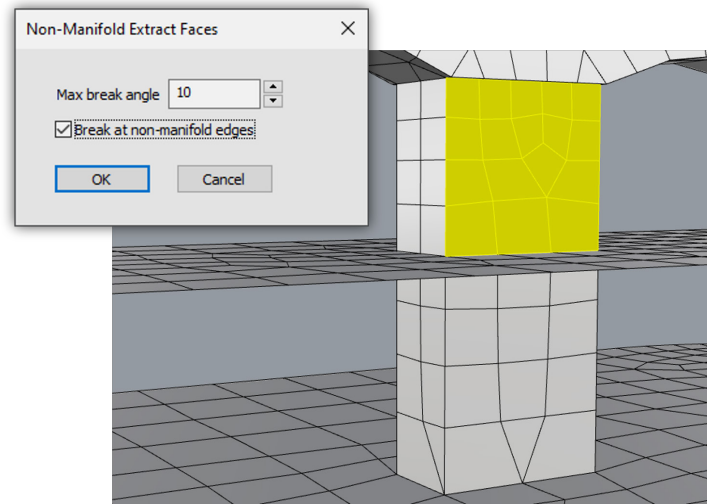 Non-Manifold Extract Faces
Max break angle 10
Break at non-manifold edges
OK Cancel